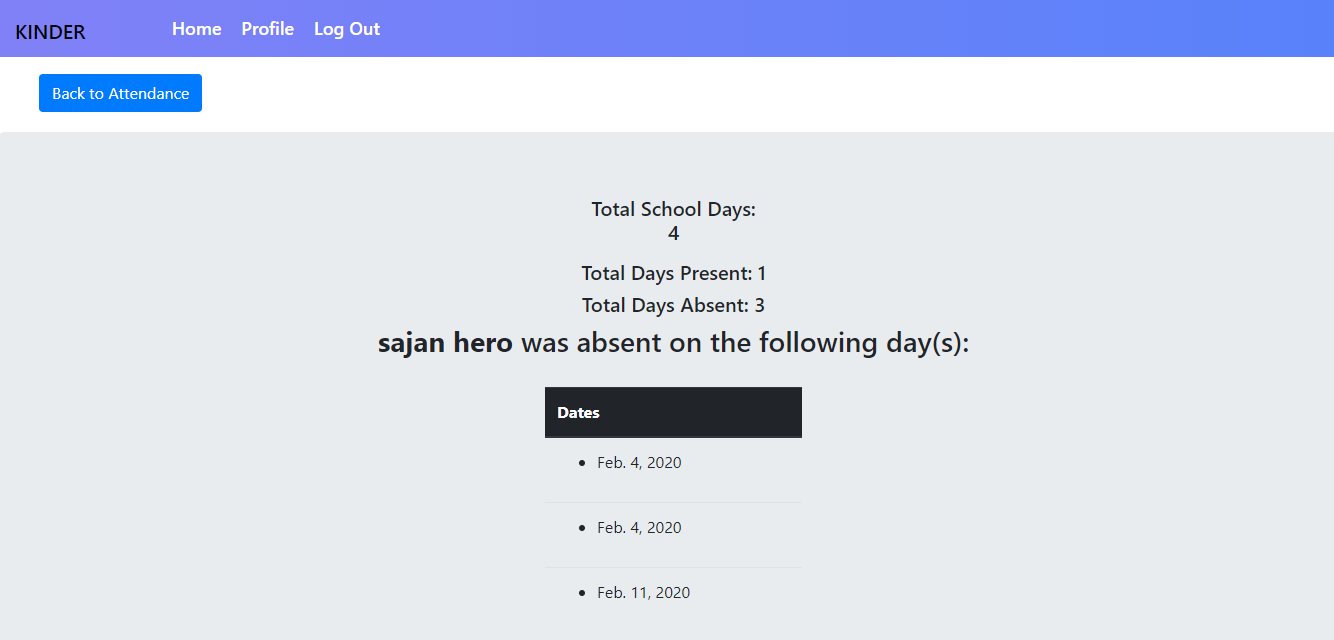 KINDER Home Profile Log Out
Back to Attendance
Total School Days:
4
Total Days Present: 1
Total Days Absent: 3
sajan hero was absent on the following day(s):
Dates
Feb. 4, 2020
Feb. 4, 2020
Feb. 11, 2020